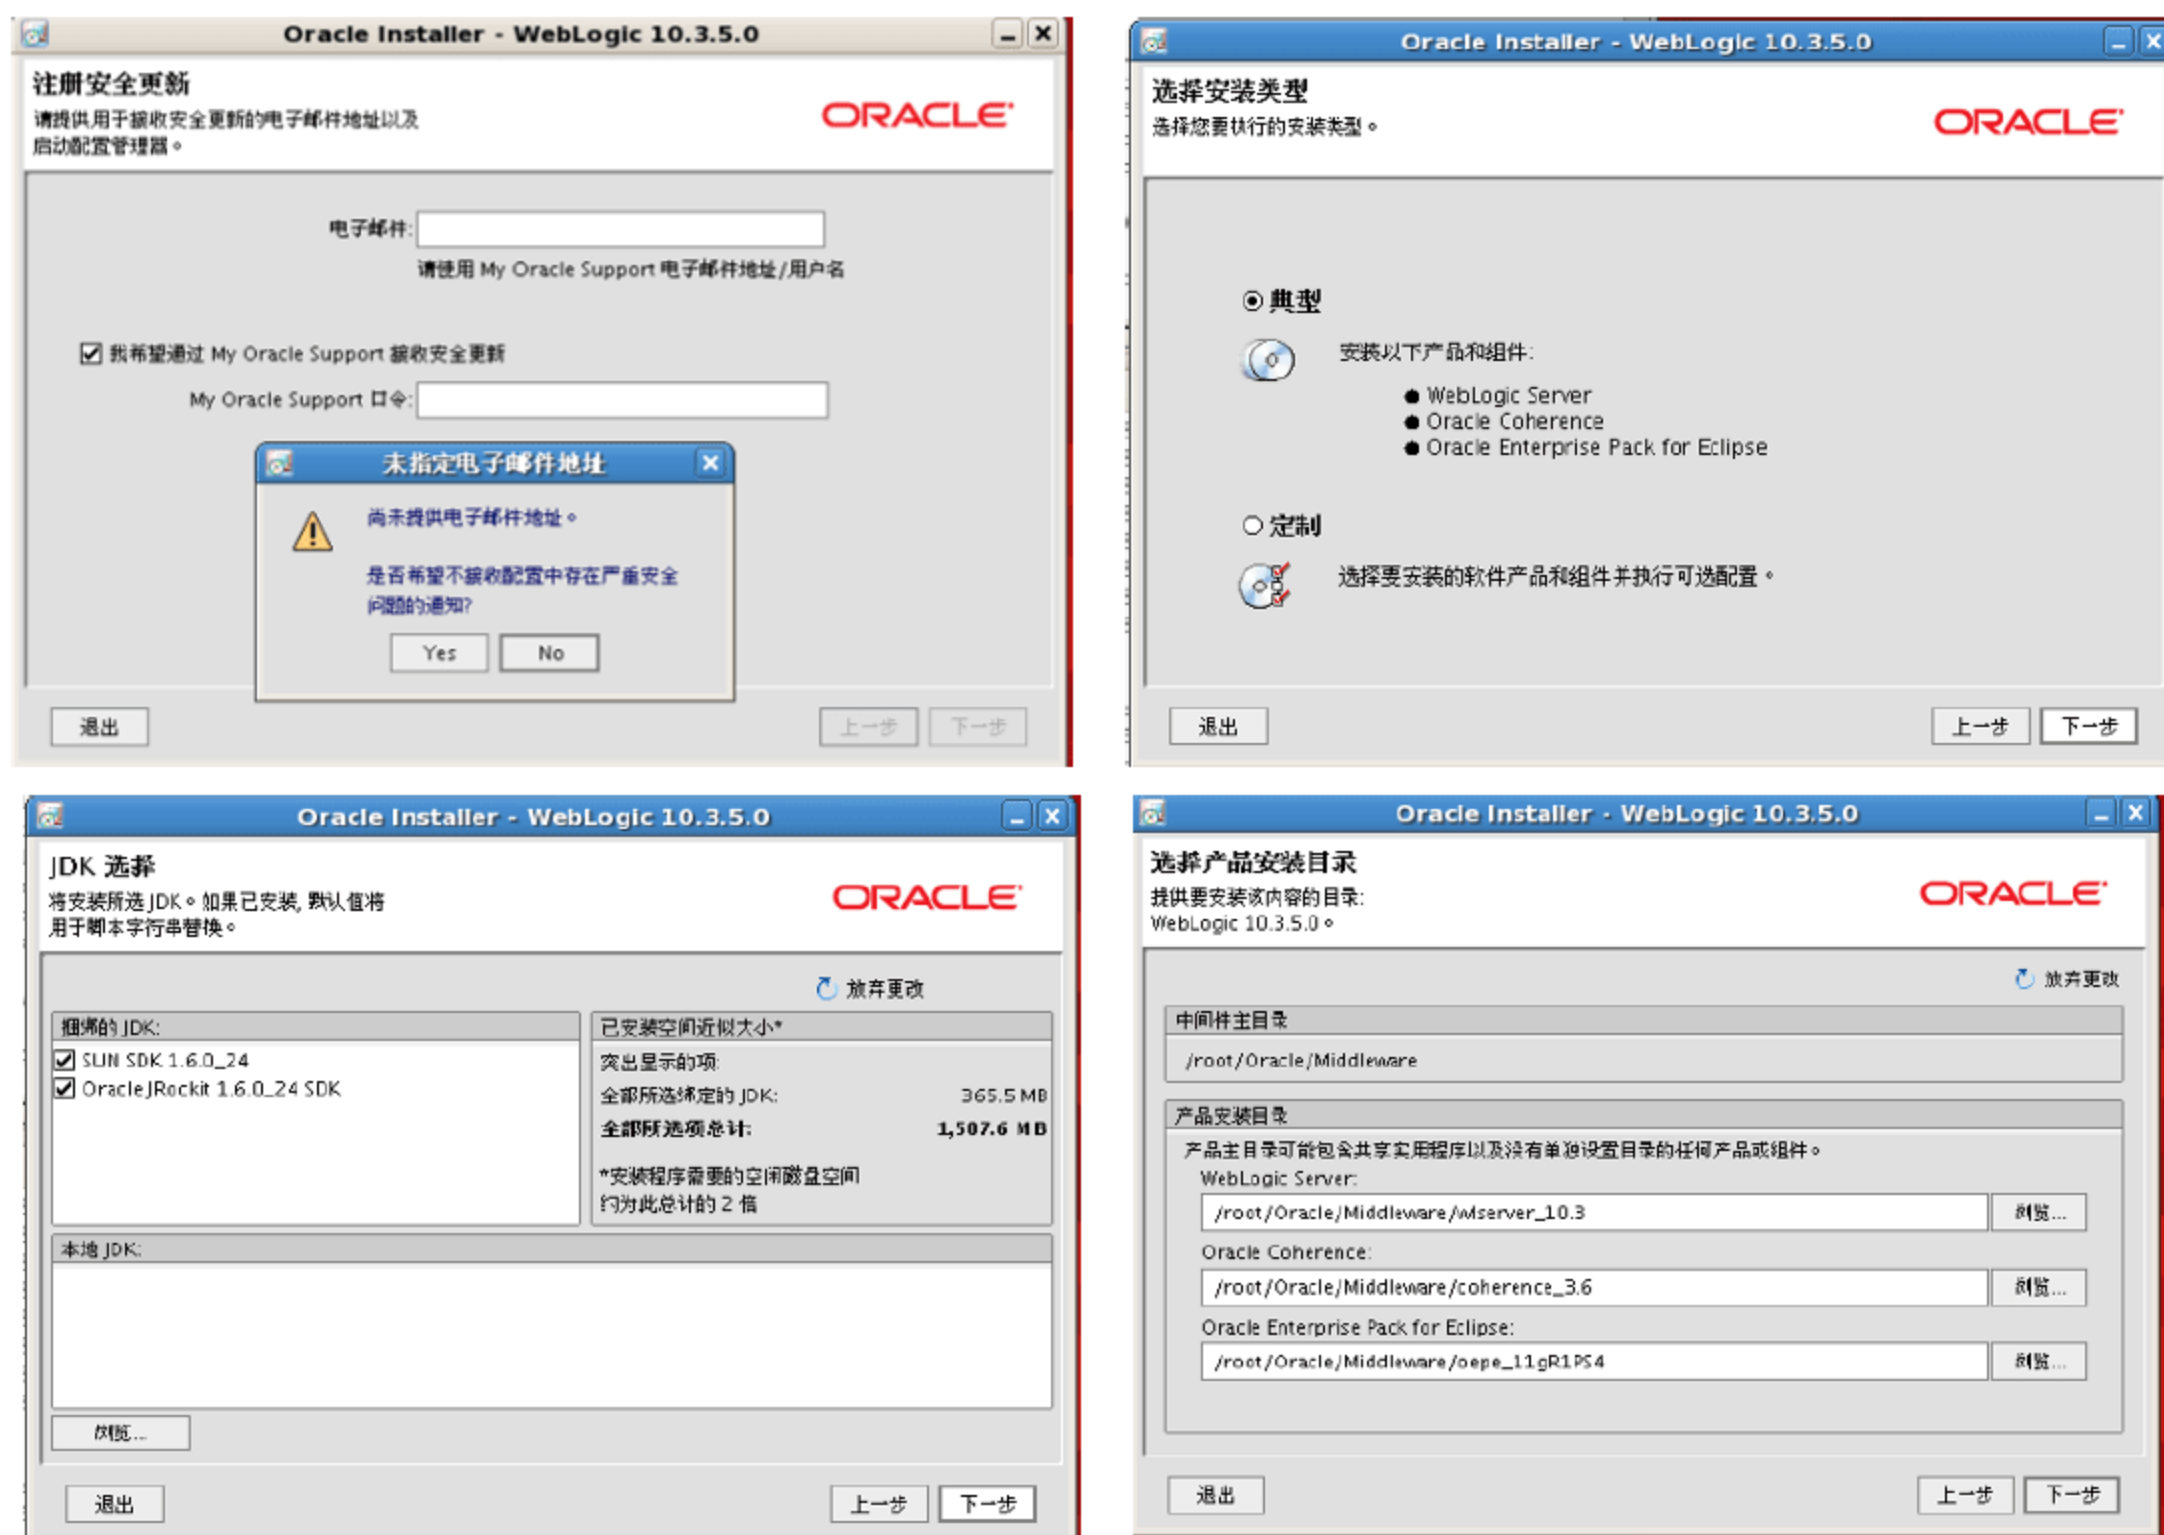 Oracle Installer - WebLogic 10.3.5.0
注册安全更新
请提供用于接收安全更新的电子邮件地址以及
启动配置管理器。
ORACLE
电子邮件:
请使用 My Oracle Support 电子邮件地址/用户名
我希望通过 My Oracle Support 接收安全更新
My Oracle Support 口令:
未指定电子邮件地址
尚未提供电子邮件地址。
是否希望不接收配置中存在严重安全
问题的通知?
Yes
No
退出
上一步
下一步
Oracle Installer - WebLogic 10.3.5.0
选择安装类型
选择您要执行的安装类型。
ORACLE
典型
安装以下产品和组件:
● WebLogic Server
● Oracle Coherence
● Oracle Enterprise Pack for Eclipse
定制
选择要安装的软件产品和组件并执行可选配置。
退出
上一步
下一步
Oracle Installer - WebLogic 10.3.5.0
JDK 选择
将安装所选 JDK。如果已安装, 默认值将
用于脚本字符串替换。
ORACLE
放弃更改
捆绑的 JDK:
SUN SDK 1.6.0_24
Oracle JRockit 1.6.0_24 SDK
已安装空间近似大小*
突出显示的项:
全部所选绑定的 JDK: 365.5 MB
全部所选项总计: 1,507.6 MB
*安装程序需要的空闲磁盘空间
约为此总计的 2 倍
本地 JDK:
浏览...
退出
上一步
下一步
Oracle Installer - WebLogic 10.3.5.0
选择产品安装目录
提供要安装该内容的目录:
WebLogic 10.3.5.0。
ORACLE
放弃更改
中间件主目录
/root/Oracle/Middleware
产品安装目录
产品主目录可能包含共享实用程序以及没有单独设置目录的任何产品或组件。
WebLogic Server:
/root/Oracle/Middleware/wlserver_10.3
浏览...
Oracle Coherence:
/root/Oracle/Middleware/coherence_3.6
浏览...
Oracle Enterprise Pack for Eclipse:
/root/Oracle/Middleware/oepe_11gR1PS4
浏览...
退出
上一步
下一步